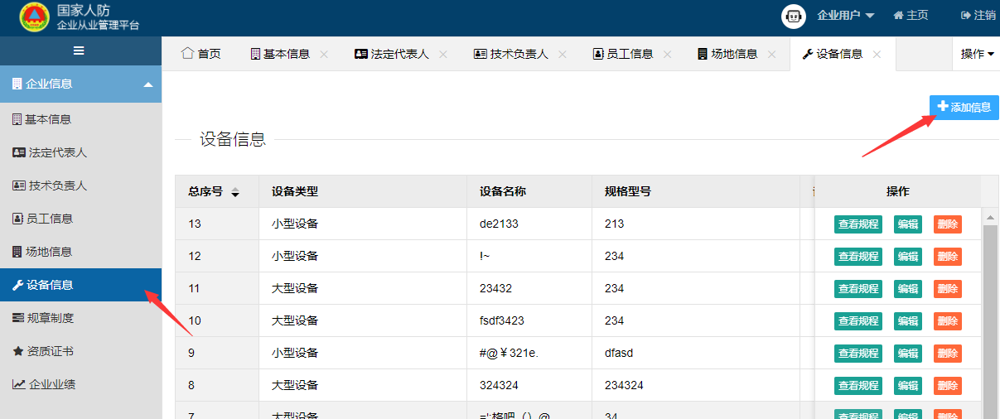 国家人防
企业从业管理平台
企业用户
主页
注销
首页
基本信息
法定代表人
技术负责人
员工信息
场地信息
设备信息
操作
企业信息
基本信息
法定代表人
技术负责人
员工信息
场地信息
设备信息
规章制度
资质证书
企业业绩
添加信息
设备信息
总序号 设备类型 设备名称 规格型号 操作
13 小型设备 de2133 213 查看规程 编辑 删除
12 小型设备 !~ 234 查看规程 编辑 删除
11 大型设备 23432 234 查看规程 编辑 删除
10 大型设备 fsdf3423 234 查看规程 编辑 删除
9 小型设备 #@￥321e. dfasd 查看规程 编辑 删除
8 大型设备 324324 234324 查看规程 编辑 删除
7 大型设备 34 查看规程 编辑 删除